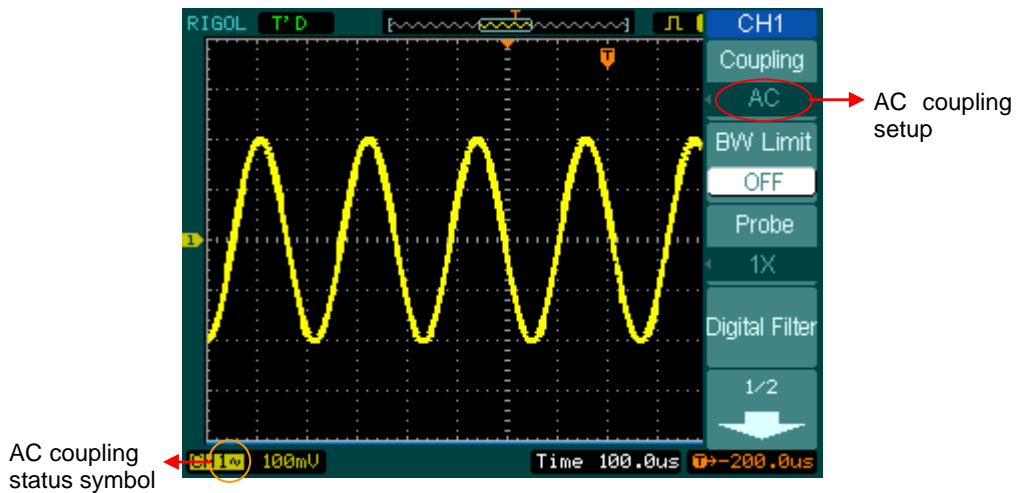 RIGOL T'D T CH1
Coupling
AC
AC coupling
setup
BW Limit
OFF
Probe
1X
Digital Filter
1/2
T
1
CH1~ 100mV Time 100.0us T→-200.0us
AC coupling
status symbol